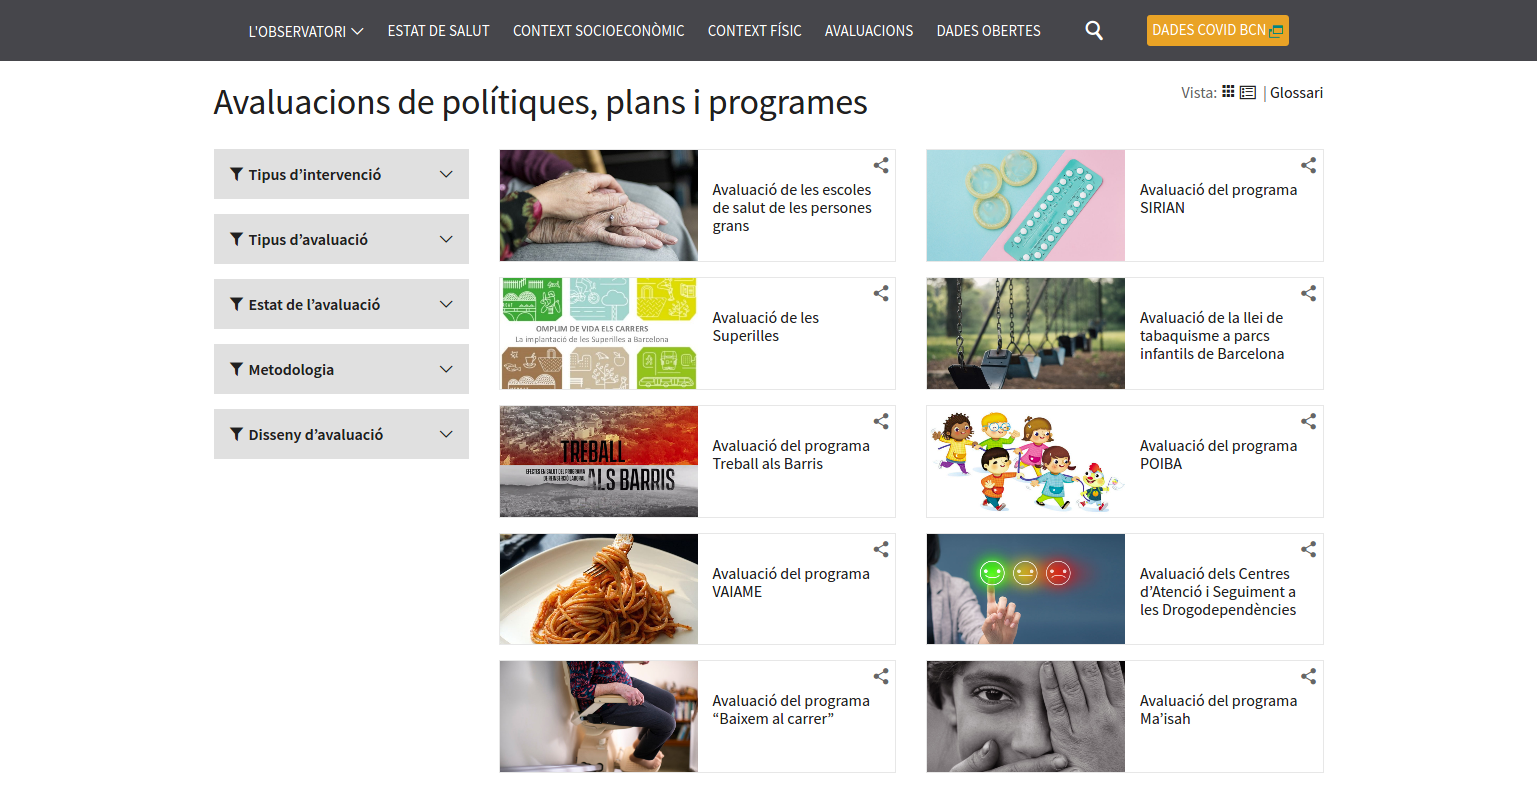 L'OBSERVATORI ESTAT DE SALUT CONTEXT SOCIOECONÒMIC CONTEXT FÍSIC AVALUACIONS DADES OBERTES DADES COVID BCN
Avaluacions de polítiques, plans i programes
Vista: | Glossari
Tipus d’intervenció
Tipus d’avaluació
Estat de l’avaluació
Metodologia
Disseny d’avaluació
Avaluació de les escoles
de salut de les persones
grans
Avaluació del programa
SIRIAN
OMPLIM DE VIDA ELS CARRERS
La implantació de les Superilles a Barcelona
Avaluació de les
Superilles
Avaluació de la llei de
tabaquisme a parcs
infantils de Barcelona
TREBALL
EFECTES EN SALUT DEL PROGRAMA
DE REINSERCIÓ LABORAL
ALS BARRIS
Avaluació del programa
Treball als Barris
Avaluació del programa
POIBA
Avaluació del programa
VAIAME
Avaluació dels Centres
d’Atenció i Seguiment a
les Drogodependències
Avaluació del programa
“Baixem al carrer”
Avaluació del programa
Ma’isah